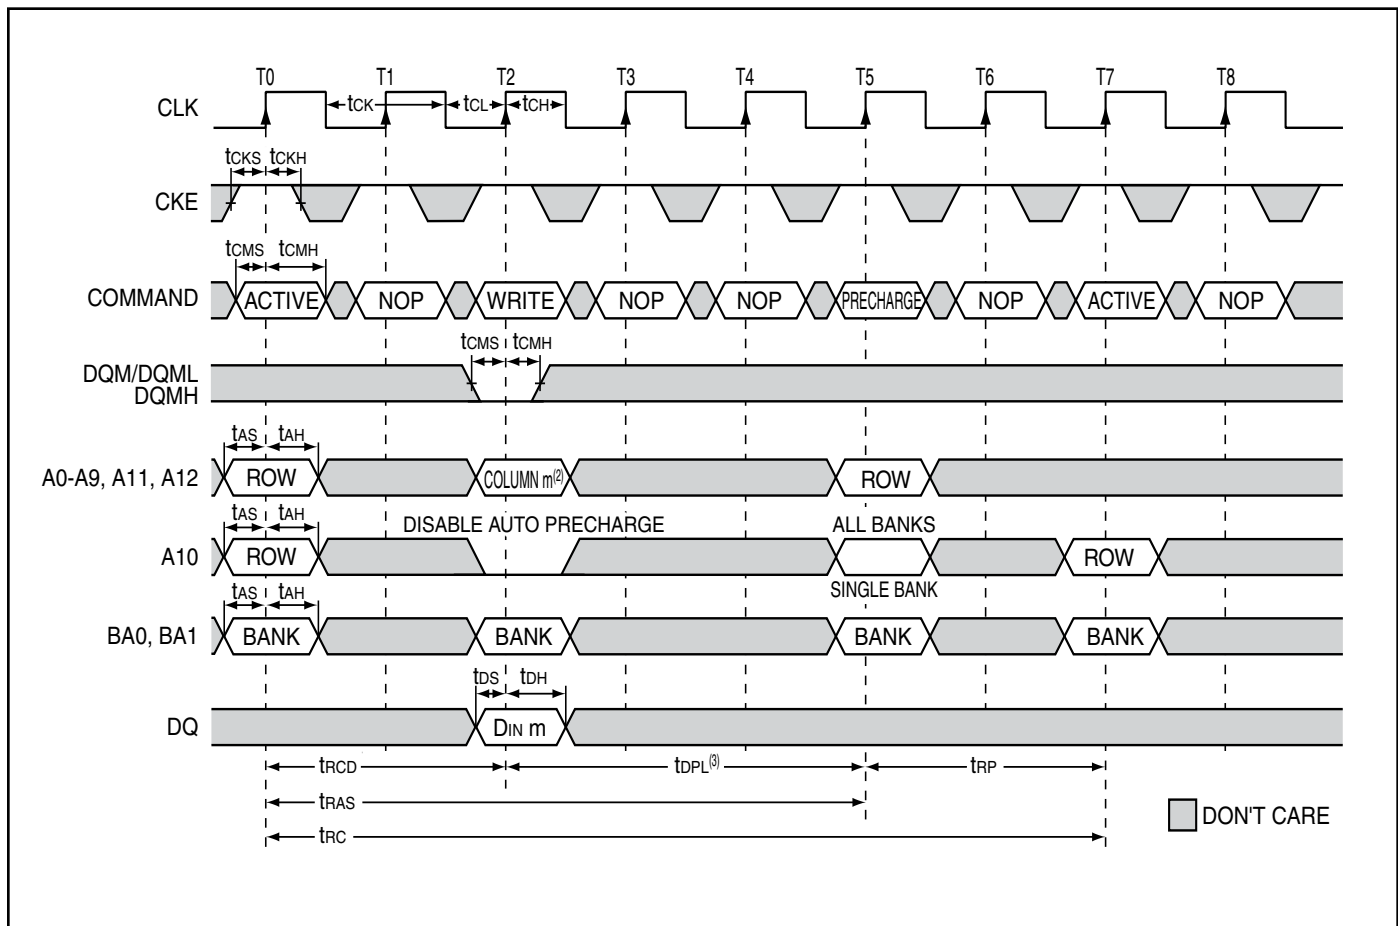 T0 T1 T2 T3 T4 T5 T6 T7 T8
CLK tCK tCL tCH
tCKS tCKH
CKE
tCMS tCMH
COMMAND ACTIVE NOP WRITE NOP NOP PRECHARGE NOP ACTIVE NOP
tCMS tCMH
DQM/DQML
DQMH
tAS tAH
A0-A9, A11, A12 ROW COLUMN m(2) ROW
tAS tAH DISABLE AUTO PRECHARGE ALL BANKS
A10 ROW ROW
tAS tAH SINGLE BANK
BA0, BA1 BANK BANK BANK BANK
tDS tDH
DQ DIN m
tRCD tDPL(3) tRP
tRAS
DON'T CARE
tRC